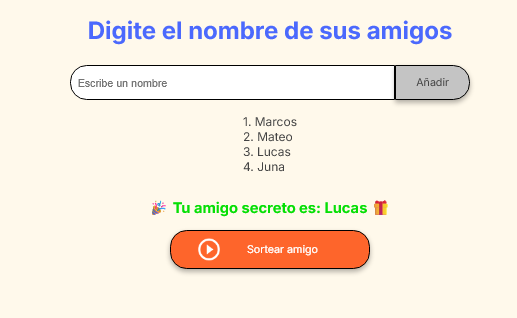 Digite el nombre de sus amigos
Escribe un nombre
Añadir
1. Marcos
2. Mateo
3. Lucas
4. Juna
🎉 Tu amigo secreto es: Lucas 🎁
Sortear amigo